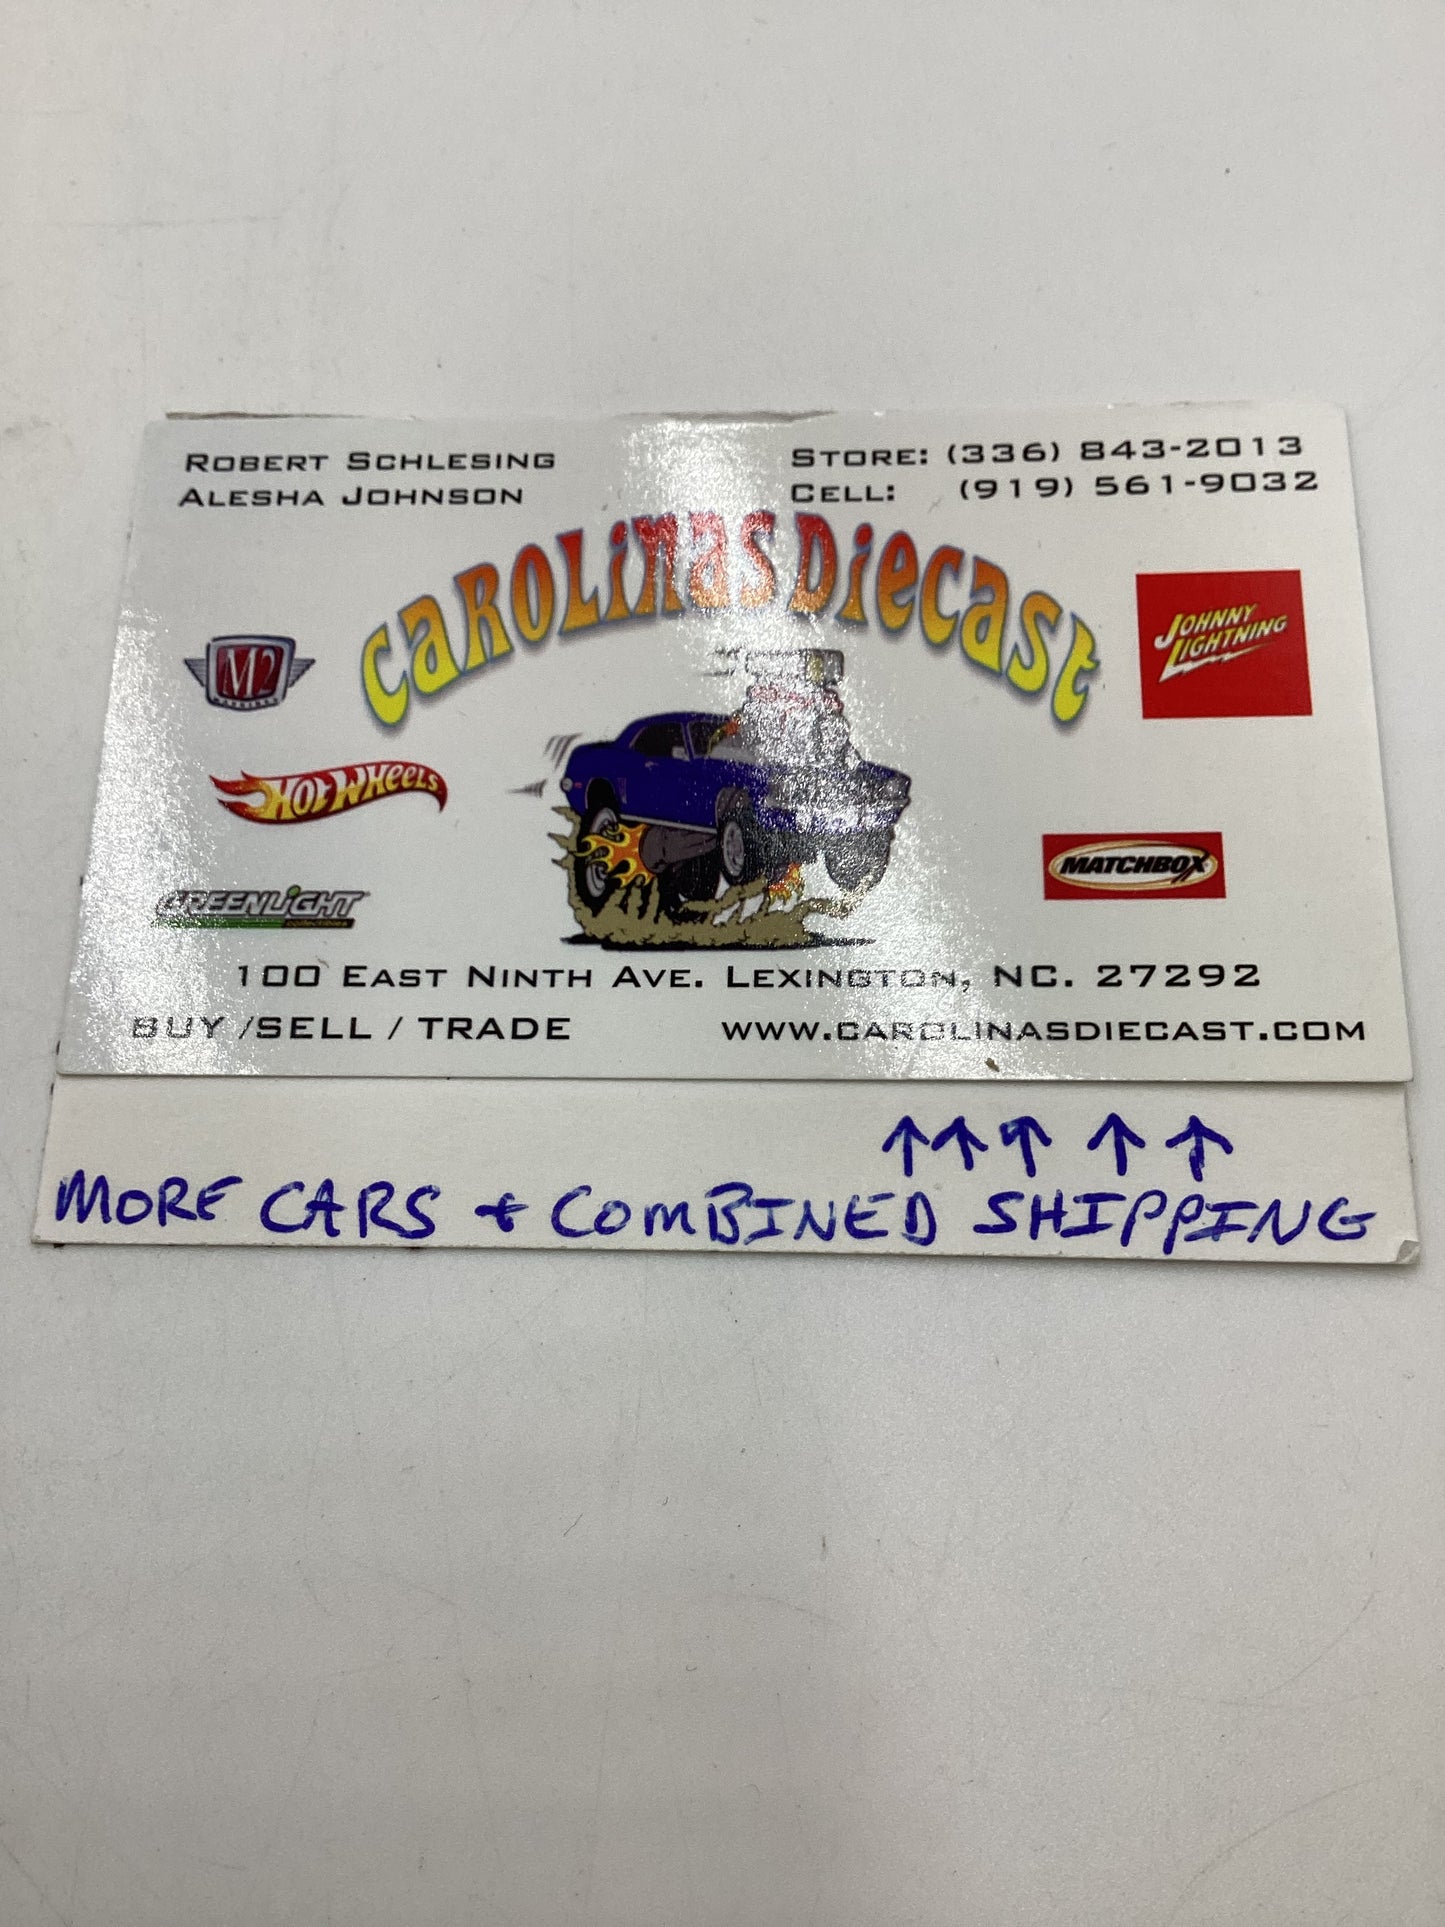 ROBERT SCHLESING
ALESHA JOHNSON
STORE: (336) 843-2013
CELL: (919) 561-9032
CAROLINAS DIECAST
M2
MACHINES
JOHNNY LIGHTNING
HOT WHEELS
MATCHBOX
GREENLIGHT
COLLECTIBLES
100 EAST NINTH AVE. LEXINGTON, NC. 27292
BUY /SELL / TRADE
WWW.CAROLINASDIECAST.COM
↑ ↑ ↑ ↑ ↑
MORE CARS + COMBINED SHIPPING